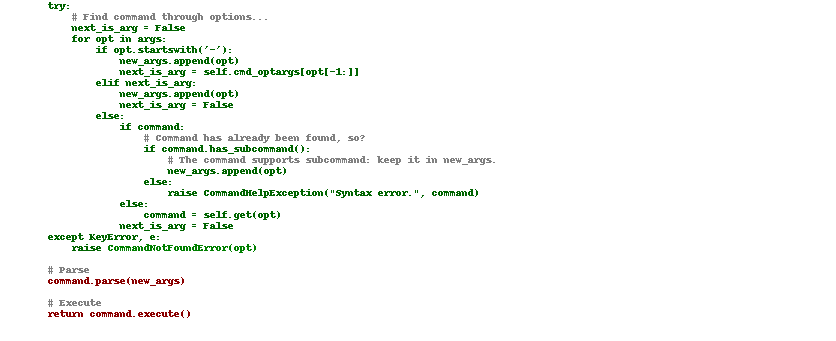 try:
# Find command through options...
next_is_arg = False
for opt in args:
if opt.startswith('-'):
new_args.append(opt)
next_is_arg = self.cmd_optargs[opt[-1:]]
elif next_is_arg:
new_args.append(opt)
next_is_arg = False
else:
if command:
# Command has already been found, so?
if command.has_subcommand():
# The command supports subcommand: keep it in new_args.
new_args.append(opt)
else:
raise CommandHelpException("Syntax error.", command)
else:
command = self.get(opt)
next_is_arg = False
except KeyError, e:
raise CommandNotFoundError(opt)
# Parse
command.parse(new_args)
# Execute
return command.execute()